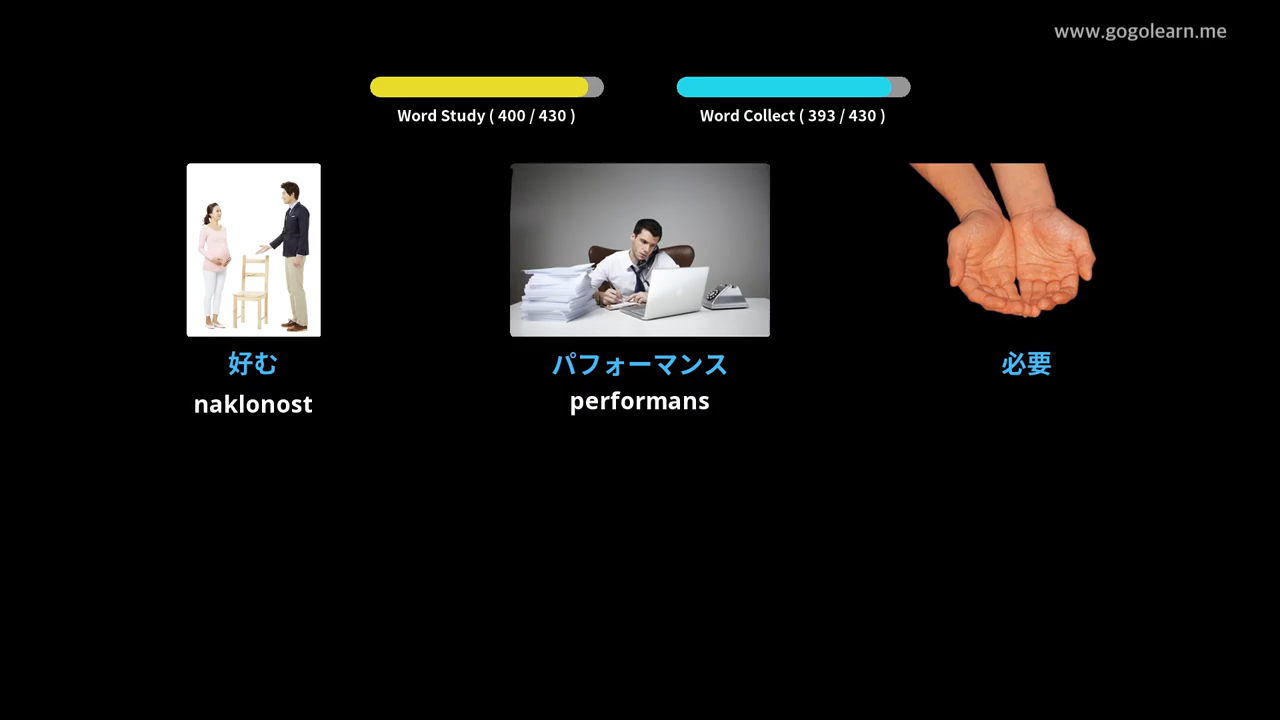 www.gogolearn.me
Word Study ( 400 / 430 )
Word Collect ( 393 / 430 )
好む
パフォーマンス
必要
naklonost
performans